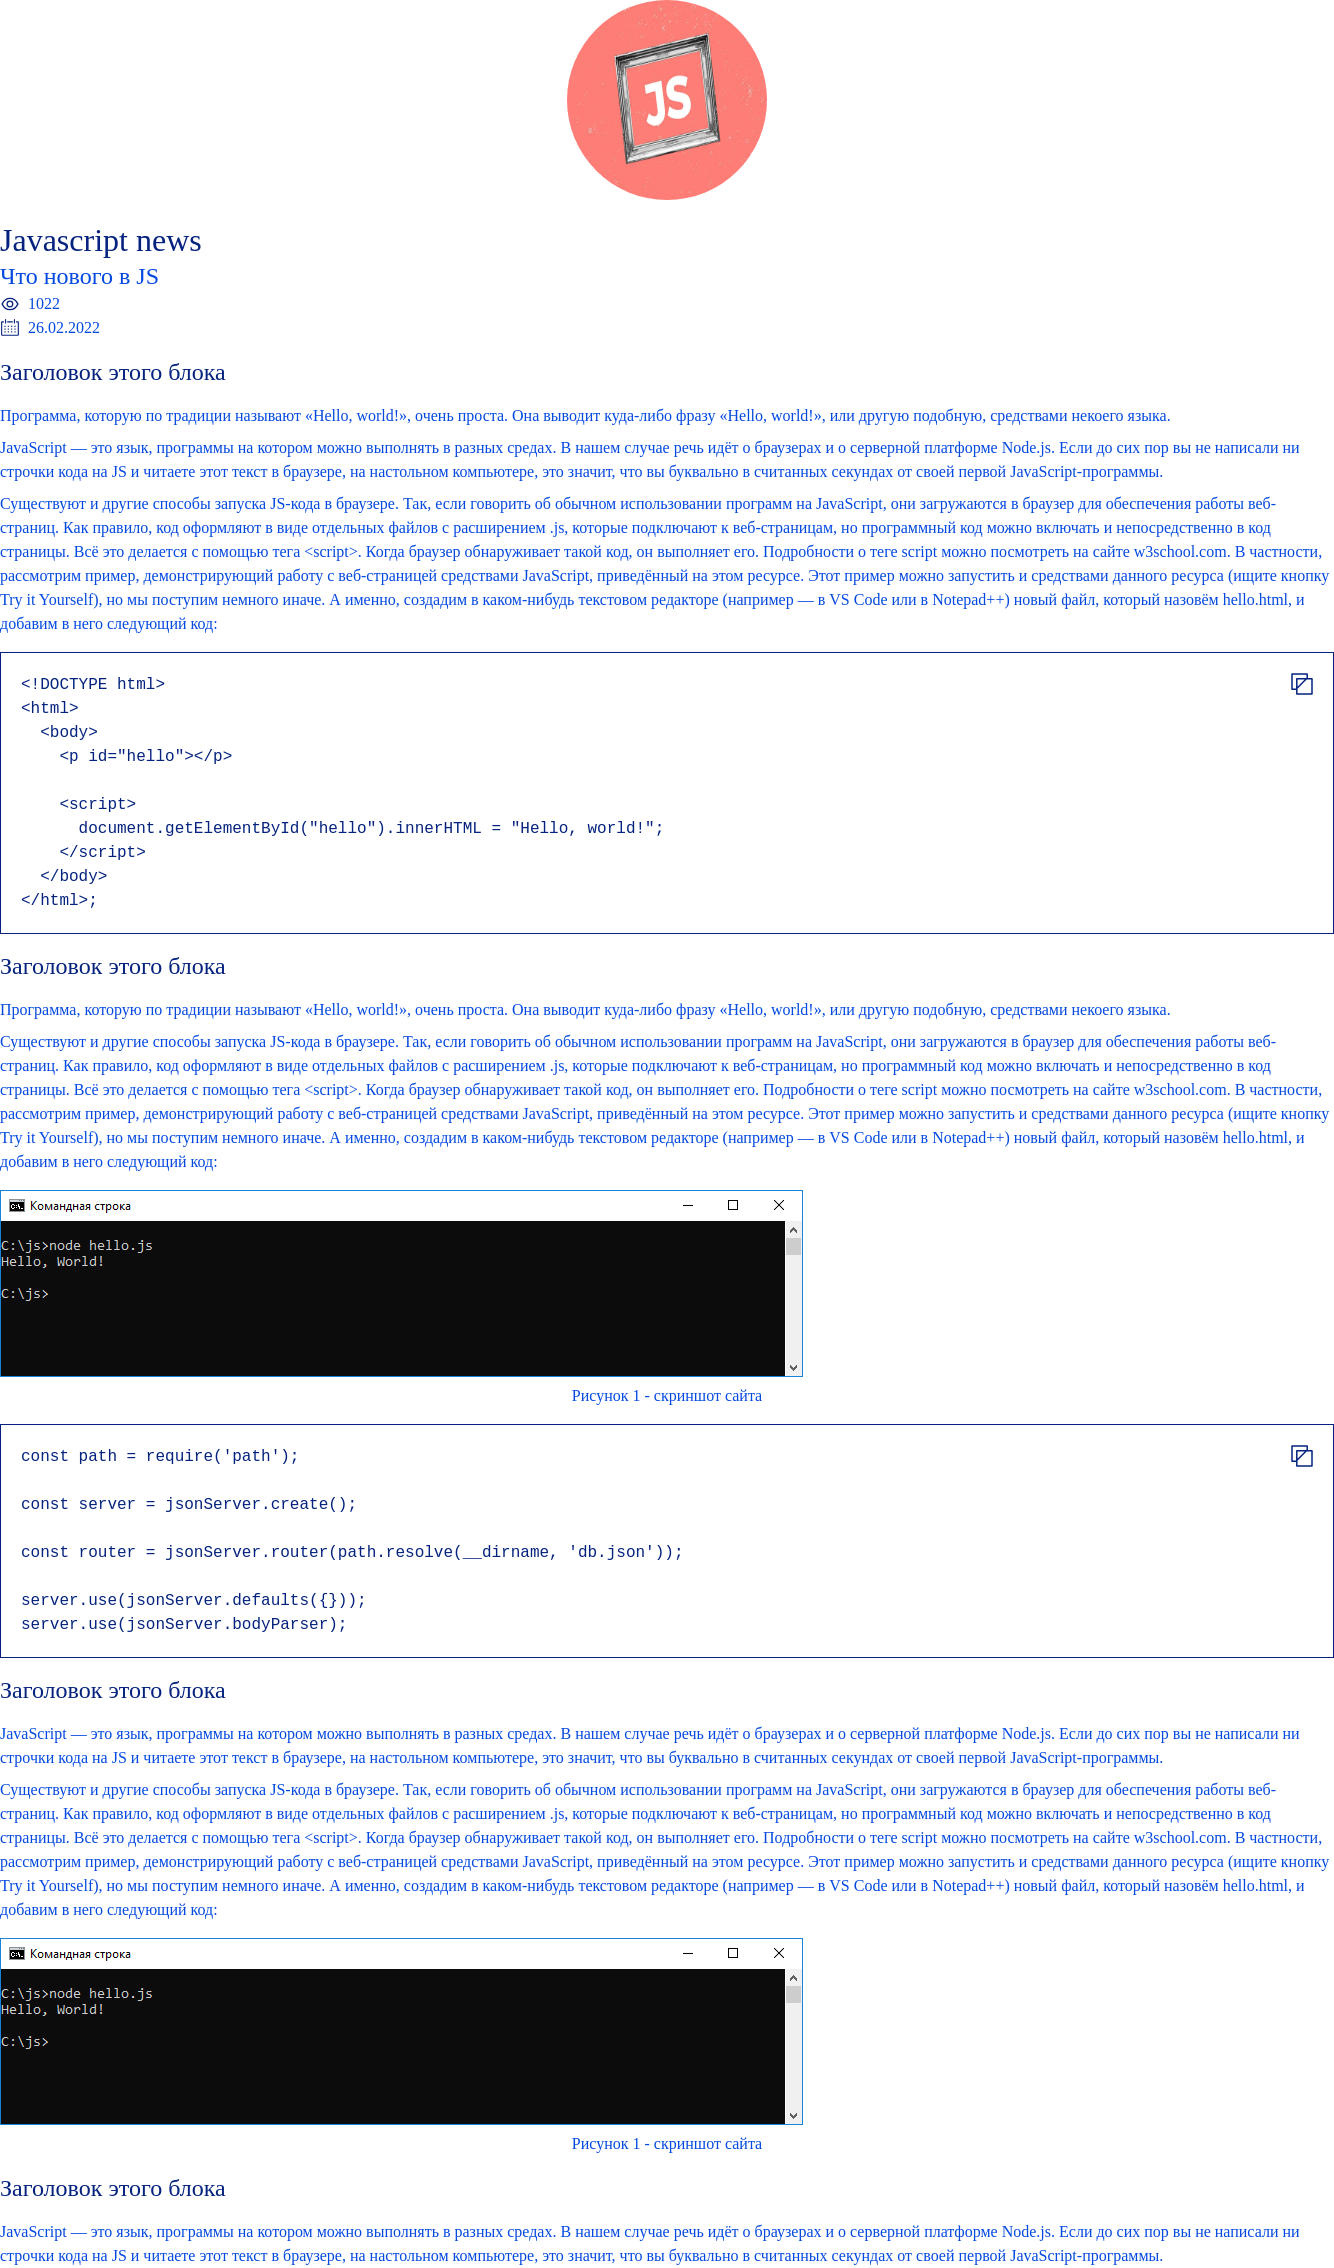 JS
Javascript news
Что нового в JS
1022
26.02.2022
Заголовок этого блока
Программа, которую по традиции называют «Hello, world!», очень проста. Она выводит куда-либо фразу «Hello, world!», или другую подобную, средствами некоего языка.
JavaScript — это язык, программы на котором можно выполнять в разных средах. В нашем случае речь идёт о браузерах и о серверной платформе Node.js. Если до сих пор вы не написали ни
строчки кода на JS и читаете этот текст в браузере, на настольном компьютере, это значит, что вы буквально в считанных секундах от своей первой JavaScript-программы.
Существуют и другие способы запуска JS-кода в браузере. Так, если говорить об обычном использовании программ на JavaScript, они загружаются в браузер для обеспечения работы веб-
страниц. Как правило, код оформляют в виде отдельных файлов с расширением .js, которые подключают к веб-страницам, но программный код можно включать и непосредственно в код
страницы. Всё это делается с помощью тега <script>. Когда браузер обнаруживает такой код, он выполняет его. Подробности о теге script можно посмотреть на сайте w3school.com. В частности,
рассмотрим пример, демонстрирующий работу с веб-страницей средствами JavaScript, приведённый на этом ресурсе. Этот пример можно запустить и средствами данного ресурса (ищите кнопку
Try it Yourself), но мы поступим немного иначе. А именно, создадим в каком-нибудь текстовом редакторе (например — в VS Code или в Notepad++) новый файл, который назовём hello.html, и
добавим в него следующий код:
<!DOCTYPE html>
<html>
  <body>
    <p id="hello"></p>
    <script>
      document.getElementById("hello").innerHTML = "Hello, world!";
    </script>
  </body>
</html>;
Заголовок этого блока
Программа, которую по традиции называют «Hello, world!», очень проста. Она выводит куда-либо фразу «Hello, world!», или другую подобную, средствами некоего языка.
Существуют и другие способы запуска JS-кода в браузере. Так, если говорить об обычном использовании программ на JavaScript, они загружаются в браузер для обеспечения работы веб-
страниц. Как правило, код оформляют в виде отдельных файлов с расширением .js, которые подключают к веб-страницам, но программный код можно включать и непосредственно в код
страницы. Всё это делается с помощью тега <script>. Когда браузер обнаруживает такой код, он выполняет его. Подробности о теге script можно посмотреть на сайте w3school.com. В частности,
рассмотрим пример, демонстрирующий работу с веб-страницей средствами JavaScript, приведённый на этом ресурсе. Этот пример можно запустить и средствами данного ресурса (ищите кнопку
Try it Yourself), но мы поступим немного иначе. А именно, создадим в каком-нибудь текстовом редакторе (например — в VS Code или в Notepad++) новый файл, который назовём hello.html, и
добавим в него следующий код:
Командная строка
C:\js>node hello.js
Hello, World!
C:\js>
Рисунок 1 - скриншот сайта
const path = require('path');
const server = jsonServer.create();
const router = jsonServer.router(path.resolve(__dirname, 'db.json'));
server.use(jsonServer.defaults({}));
server.use(jsonServer.bodyParser);
Заголовок этого блока
JavaScript — это язык, программы на котором можно выполнять в разных средах. В нашем случае речь идёт о браузерах и о серверной платформе Node.js. Если до сих пор вы не написали ни
строчки кода на JS и читаете этот текст в браузере, на настольном компьютере, это значит, что вы буквально в считанных секундах от своей первой JavaScript-программы.
Существуют и другие способы запуска JS-кода в браузере. Так, если говорить об обычном использовании программ на JavaScript, они загружаются в браузер для обеспечения работы веб-
страниц. Как правило, код оформляют в виде отдельных файлов с расширением .js, которые подключают к веб-страницам, но программный код можно включать и непосредственно в код
страницы. Всё это делается с помощью тега <script>. Когда браузер обнаруживает такой код, он выполняет его. Подробности о теге script можно посмотреть на сайте w3school.com. В частности,
рассмотрим пример, демонстрирующий работу с веб-страницей средствами JavaScript, приведённый на этом ресурсе. Этот пример можно запустить и средствами данного ресурса (ищите кнопку
Try it Yourself), но мы поступим немного иначе. А именно, создадим в каком-нибудь текстовом редакторе (например — в VS Code или в Notepad++) новый файл, который назовём hello.html, и
добавим в него следующий код:
Командная строка
C:\js>node hello.js
Hello, World!
C:\js>
Рисунок 1 - скриншот сайта
Заголовок этого блока
JavaScript — это язык, программы на котором можно выполнять в разных средах. В нашем случае речь идёт о браузерах и о серверной платформе Node.js. Если до сих пор вы не написали ни
строчки кода на JS и читаете этот текст в браузере, на настольном компьютере, это значит, что вы буквально в считанных секундах от своей первой JavaScript-программы.